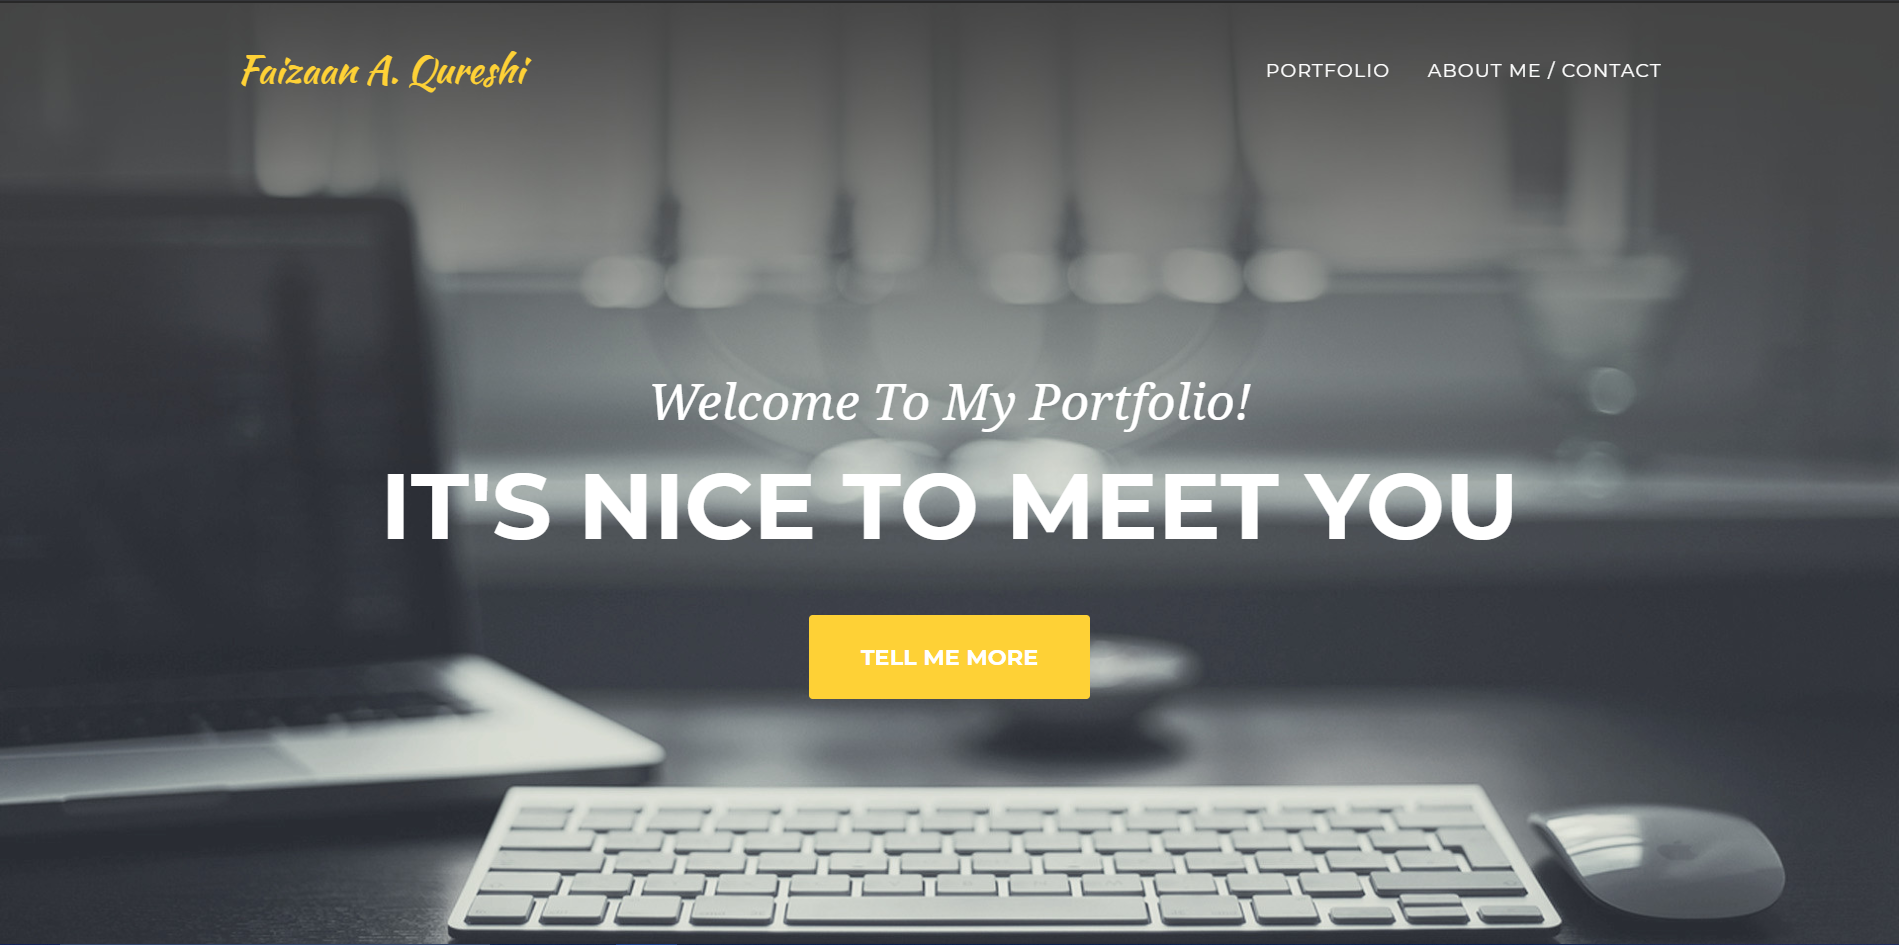 Faizaan A. Qureshi
PORTFOLIO
ABOUT ME / CONTACT
Welcome To My Portfolio!
IT'S NICE TO MEET YOU
TELL ME MORE